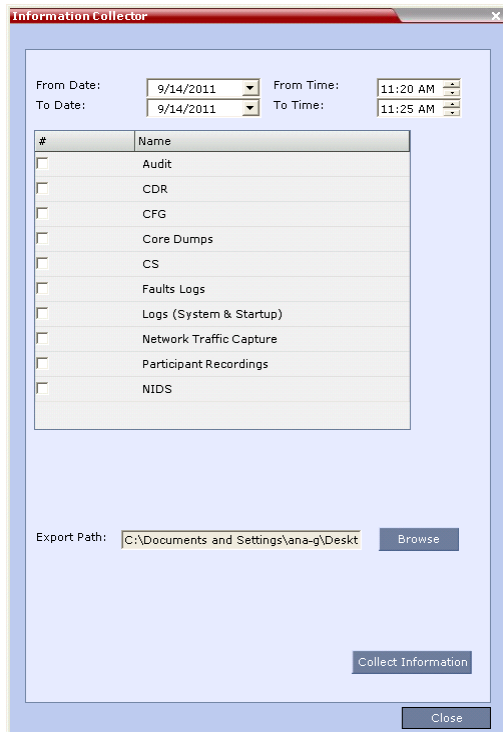 Information Collector
From Date: 9/14/2011 From Time: 11:20 AM
To Date: 9/14/2011 To Time: 11:25 AM
# Name
Audit
CDR
CFG
Core Dumps
CS
Faults Logs
Logs (System & Startup)
Network Traffic Capture
Participant Recordings
NIDS
Export Path: C:\Documents and Settings\ana-g\Deskt Browse
Collect Information
Close